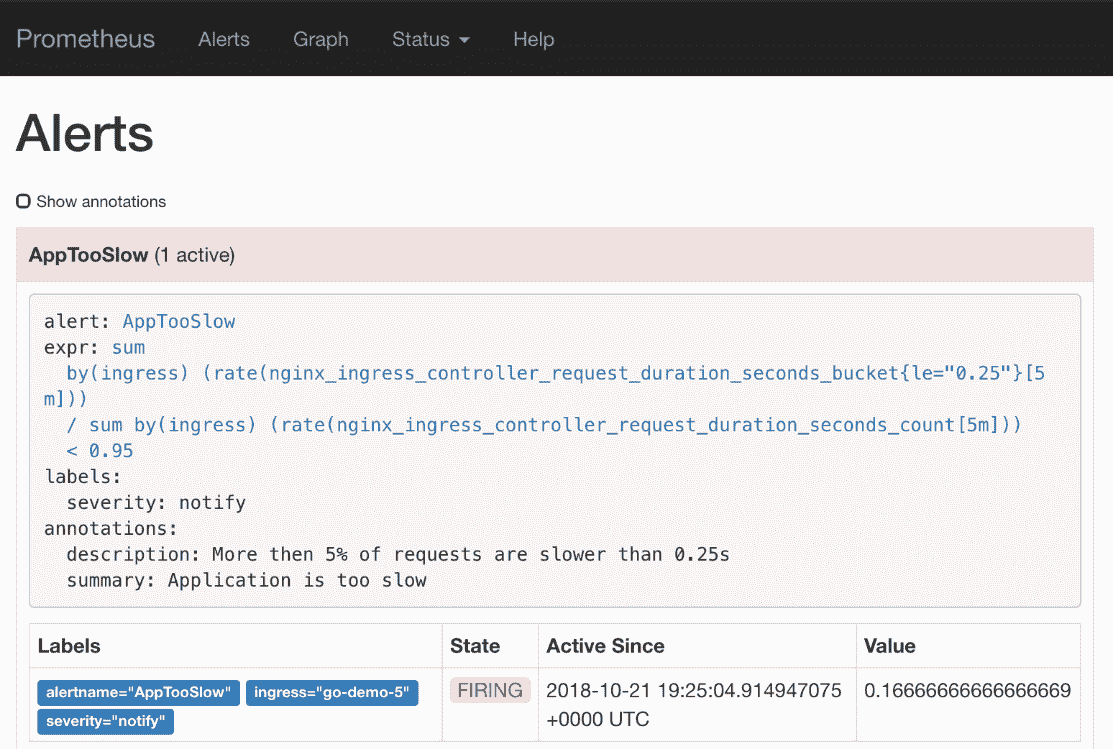 Prometheus Alerts Graph Status Help
Alerts
Show annotations
AppTooSlow (1 active)
alert: AppTooSlow
expr: sum
by(ingress) (rate(nginx_ingress_controller_request_duration_seconds_bucket{le="0.25"}[5
m]))
/ sum by(ingress) (rate(nginx_ingress_controller_request_duration_seconds_count[5m]))
< 0.95
labels:
severity: notify
annotations:
description: More then 5% of requests are slower than 0.25s
summary: Application is too slow
Labels State Active Since Value
alertname="AppTooSlow" ingress="go-demo-5" FIRING 2018-10-21 19:25:04.914947075 0.16666666666666669
severity="notify" +0000 UTC